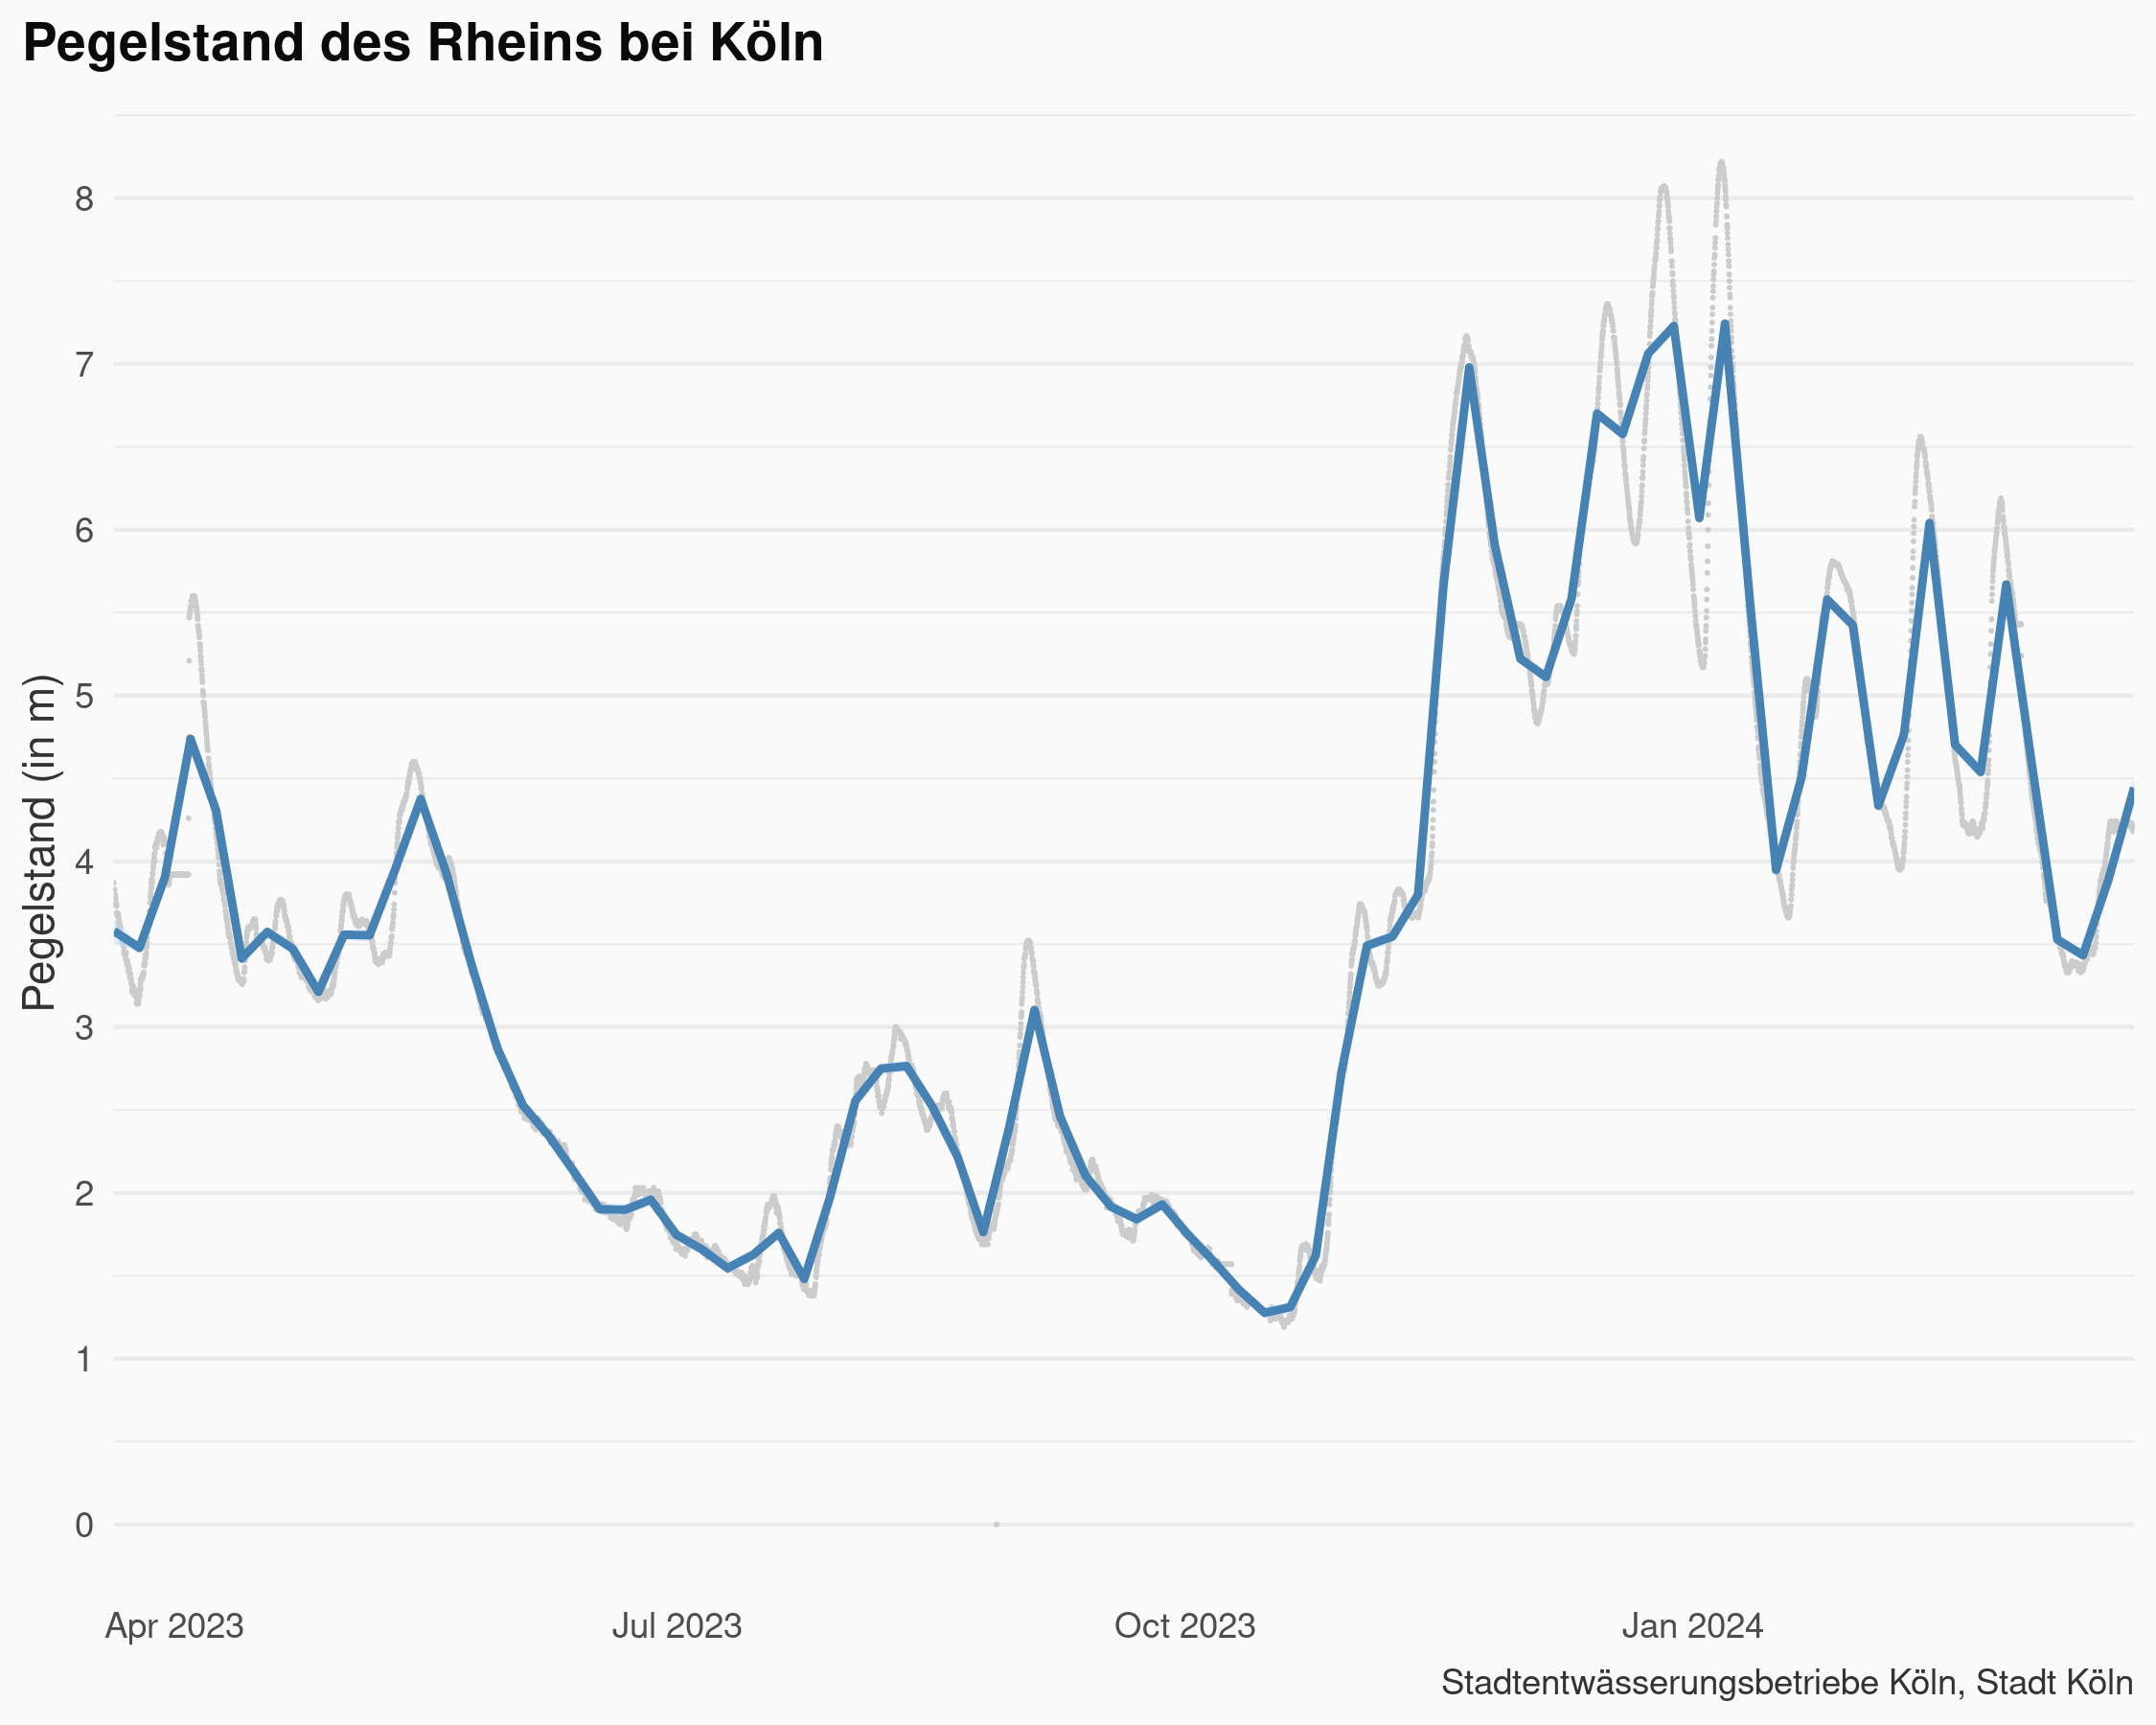 Pegelstand des Rheins bei Köln
Pegelstand (in m)
8
7
6
5
4
3
2
1
0
Apr 2023
Jul 2023
Oct 2023
Jan 2024
Stadtentwässerungsbetriebe Köln, Stadt Köln